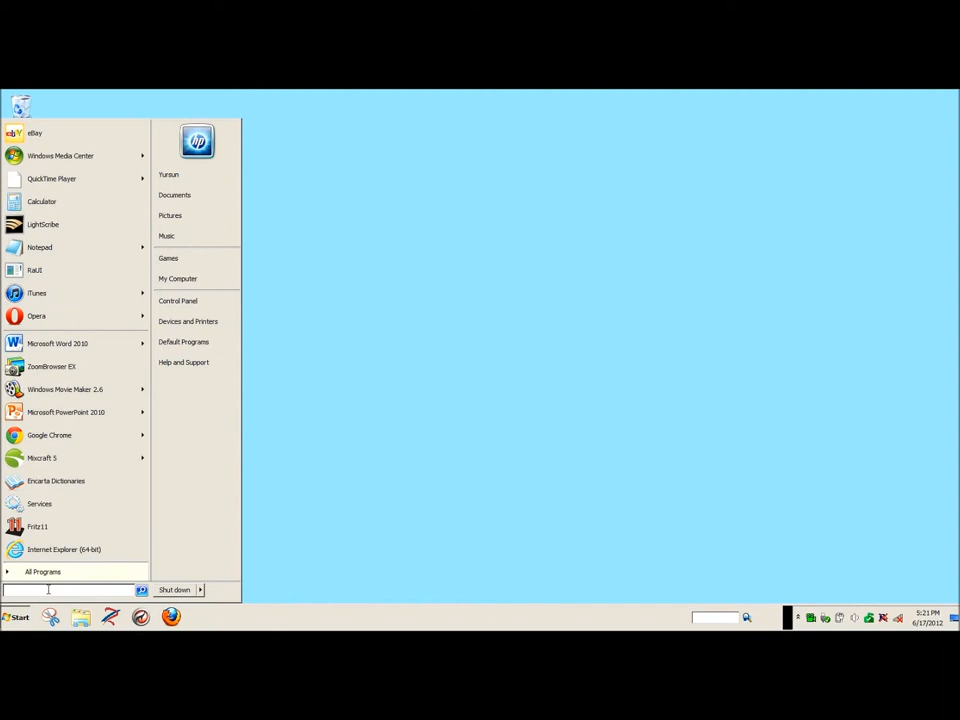 eBay
Windows Media Center
QuickTime Player
Calculator
LightScribe
Notepad
RaUI
iTunes
Opera
Microsoft Word 2010
ZoomBrowser EX
Windows Movie Maker 2.6
Microsoft PowerPoint 2010
Google Chrome
Mixcraft 5
Encarta Dictionaries
Services
Fritz11
Internet Explorer (64-bit)
All Programs
hp
Yursun
Documents
Pictures
Music
Games
My Computer
Control Panel
Devices and Printers
Default Programs
Help and Support
Shut down
Start
5:21 PM
6/17/2012